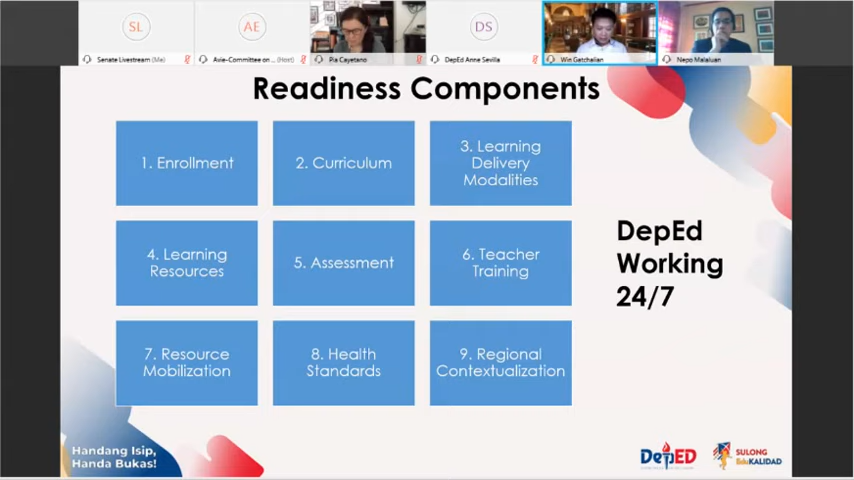 SL
AE
DS
Senate Livestream (Me)
Avie-Committee on ... (Host)
Pia Cayetano
DepEd Anne Sevilla
Win Gatchalian
Nepo Malaluan
Readiness Components
1. Enrollment
2. Curriculum
3. Learning
Delivery
Modalities
4. Learning
Resources
5. Assessment
6. Teacher
Training
7. Resource
Mobilization
8. Health
Standards
9. Regional
Contextualization
DepEd
Working
24/7
Handang Isip,
Handa Bukas!
DepED
SULONG
EduKALIDAD